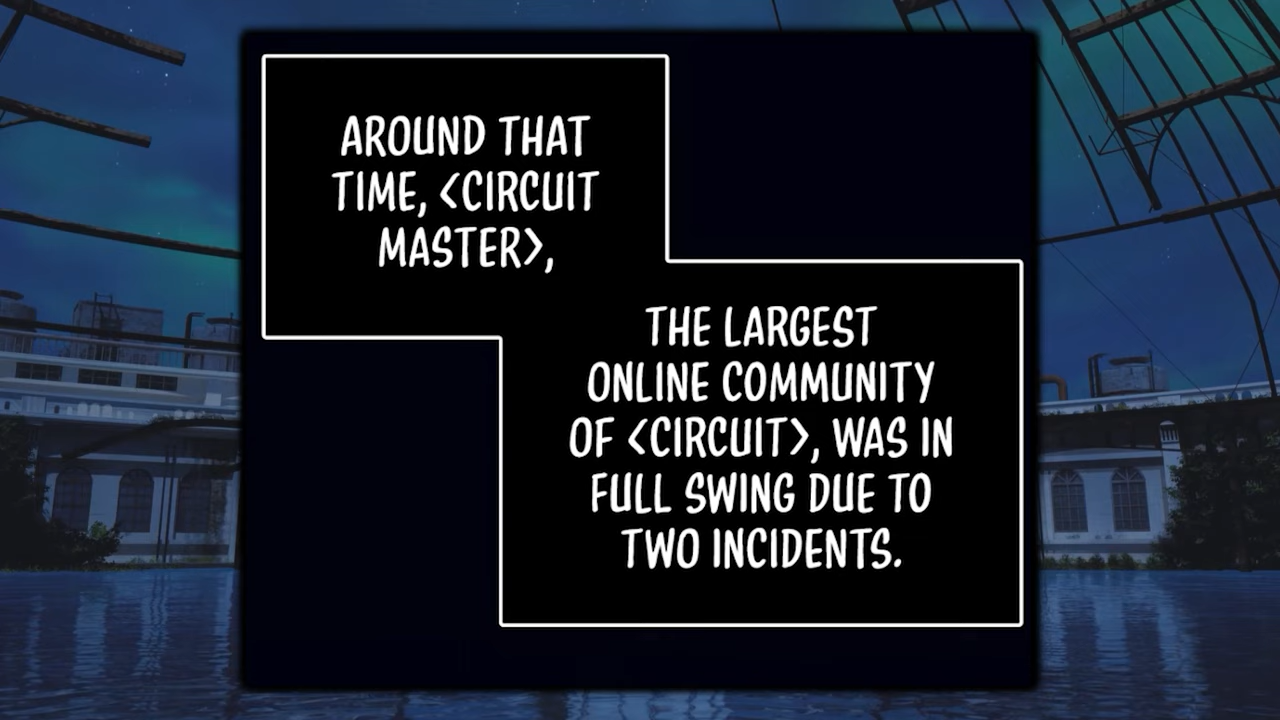 AROUND THAT
TIME, <CIRCUIT
MASTER>,
THE LARGEST
ONLINE COMMUNITY
OF <CIRCUIT>, WAS IN
FULL SWING DUE TO
TWO INCIDENTS.